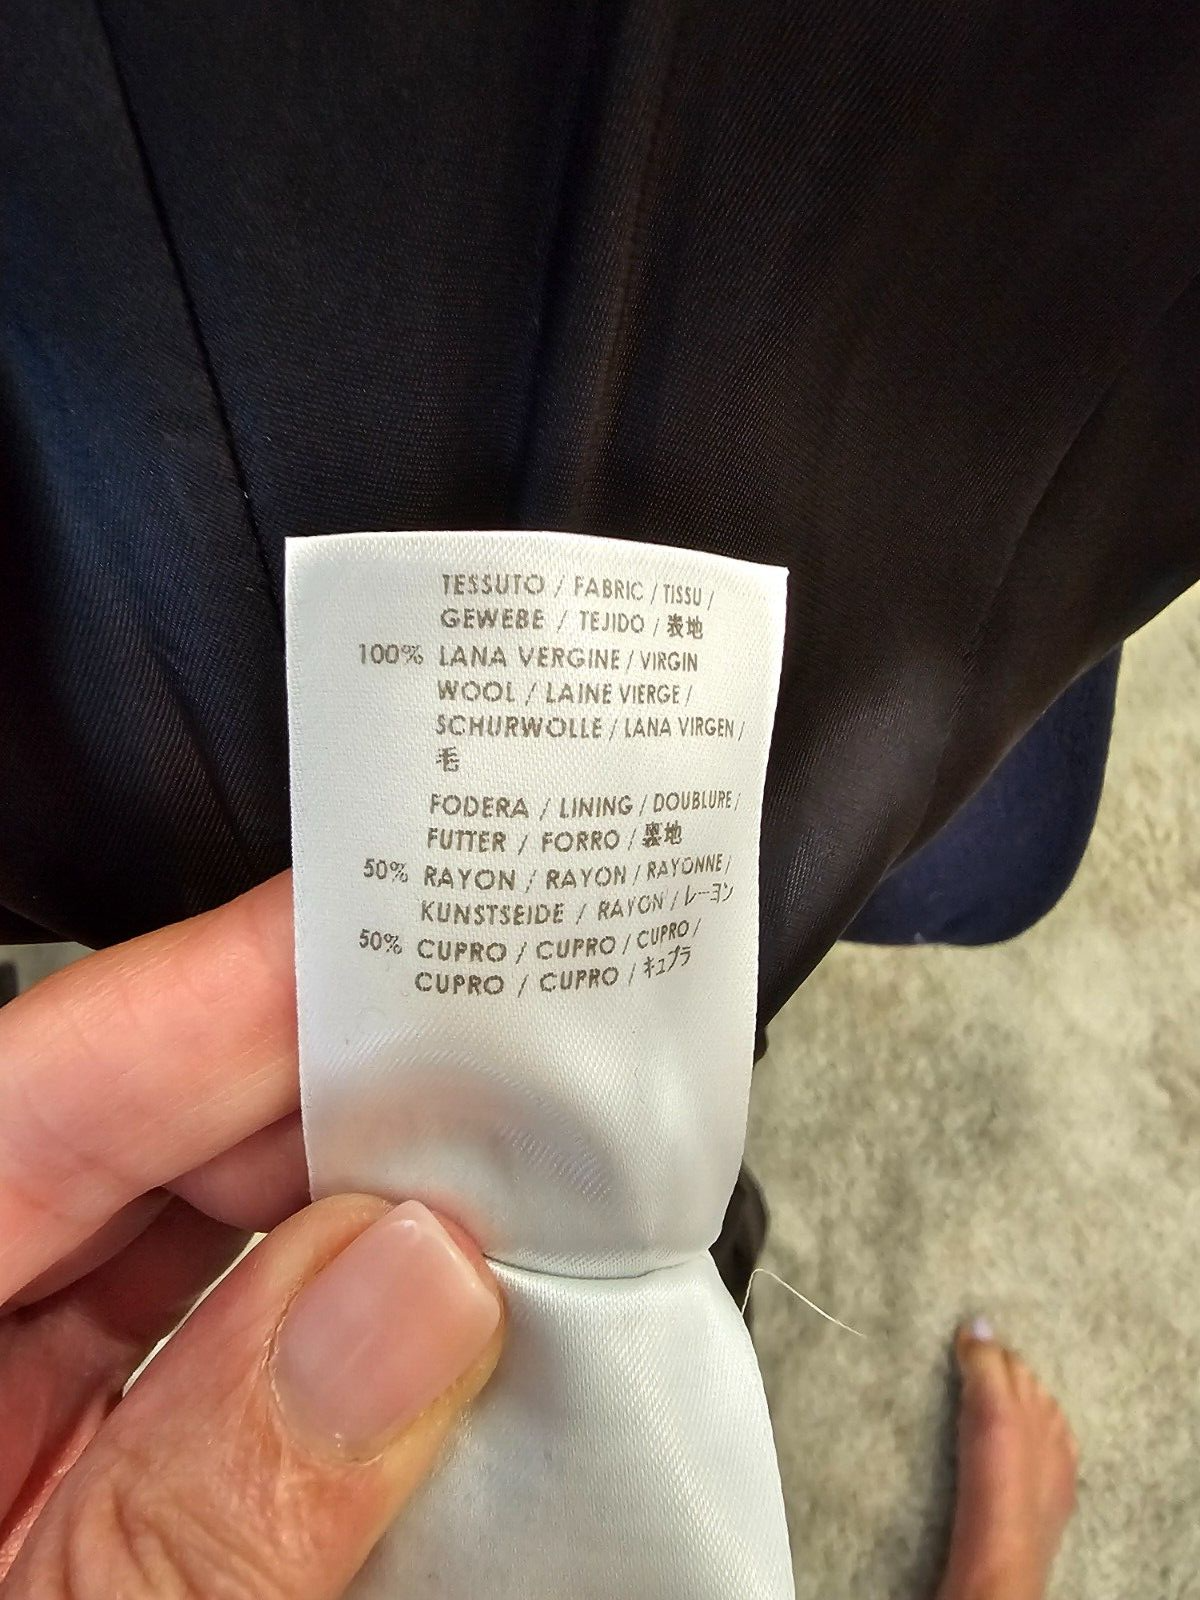 TESSUTO / FABRIC / TISSU /
GEWEBE / TEJIDO / 表地
100% LANA VERGINE / VIRGIN
WOOL / LAINE VIERGE /
SCHURWOLLE / LANA VIRGEN /
毛
FODERA / LINING / DOUBLURE /
FUTTER / FORRO / 裏地
50% RAYON / RAYON / RAYONNE /
KUNSTSEIDE / RAYON / レーヨン
50% CUPRO / CUPRO / CUPRO /
CUPRO / CUPRO / キュプラ